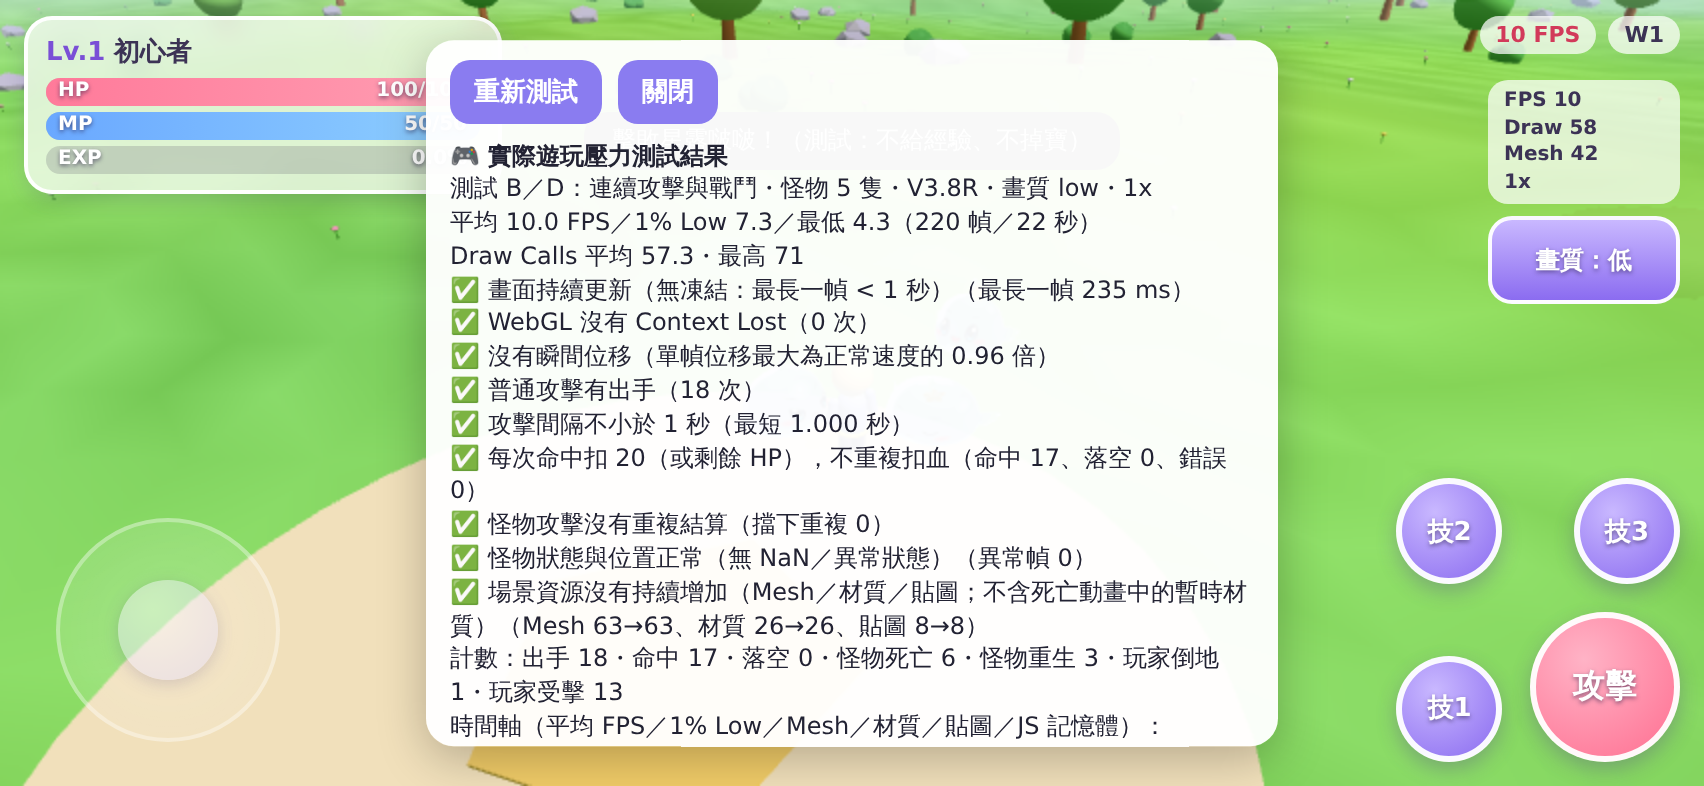 Lv.1 初心者
HP 100/
MP 50
EXP 0
10 FPS
W1
FPS 10
Draw 58
Mesh 42
1x
畫質：低
重新測試
關閉
擊敗 啵啵！（測試：不給經驗、不掉寶）
🎮 實際遊玩壓力測試結果
測試 B／D：連續攻擊與戰鬥・怪物 5 隻・V3.8R・畫質 low・1x
平均 10.0 FPS／1% Low 7.3／最低 4.3（220 幀／22 秒）
Draw Calls 平均 57.3・最高 71
✅ 畫面持續更新（無凍結：最長一幀 < 1 秒）（最長一幀 235 ms）
✅ WebGL 沒有 Context Lost（0 次）
✅ 沒有瞬間位移（單幀位移最大為正常速度的 0.96 倍）
✅ 普通攻擊有出手（18 次）
✅ 攻擊間隔不小於 1 秒（最短 1.000 秒）
✅ 每次命中扣 20（或剩餘 HP），不重複扣血（命中 17、落空 0、錯誤
0）
✅ 怪物攻擊沒有重複結算（擋下重複 0）
✅ 怪物狀態與位置正常（無 NaN／異常狀態）（異常幀 0）
✅ 場景資源沒有持續增加（Mesh／材質／貼圖；不含死亡動畫中的暫時材
質）（Mesh 63→63、材質 26→26、貼圖 8→8）
計數：出手 18・命中 17・落空 0・怪物死亡 6・怪物重生 3・玩家倒地
1・玩家受擊 13
時間軸（平均 FPS／1% Low／Mesh／材質／貼圖／JS 記憶體）：
技2
技3
技1
攻擊